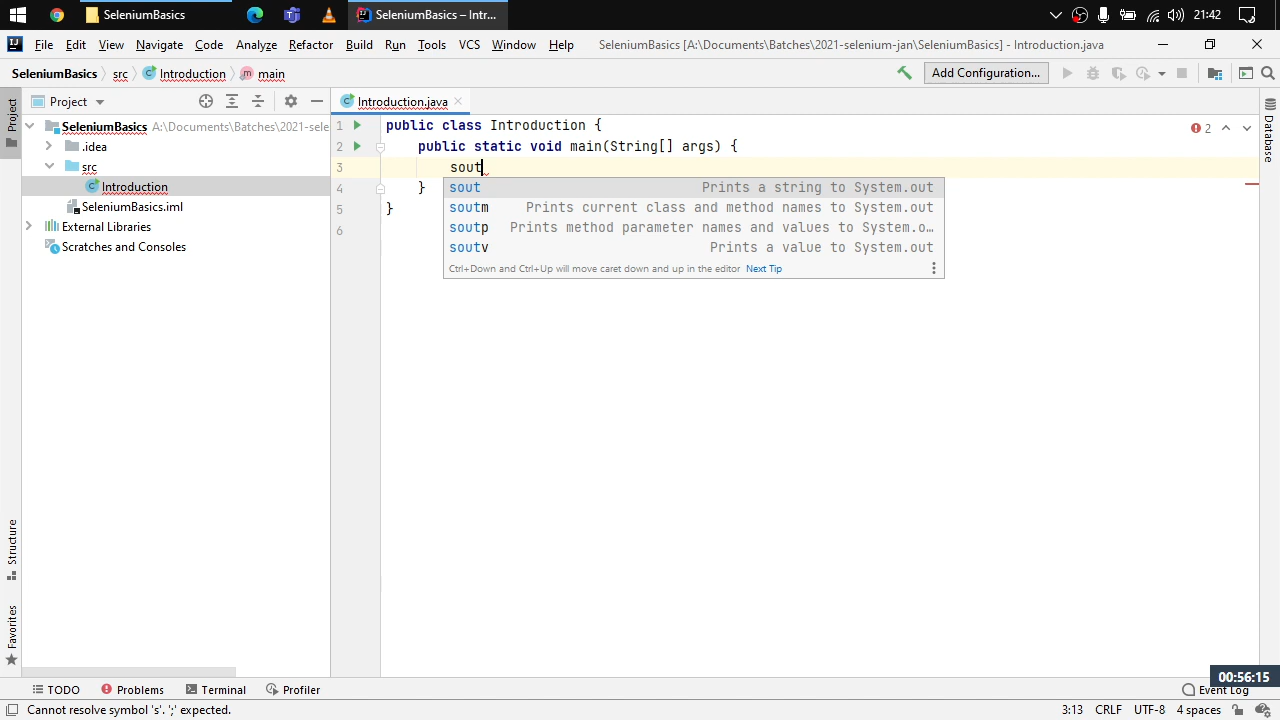 SeleniumBasics
SeleniumBasics – Intr...
21:42
File Edit View Navigate Code Analyze Refactor Build Run Tools VCS Window Help SeleniumBasics [A:\Documents\Batches\2021-selenium-jan\SeleniumBasics] - Introduction.java
SeleniumBasics src Introduction main Add Configuration...
Project Introduction.java
SeleniumBasics A:\Documents\Batches\2021-sele
.idea
src
Introduction
SeleniumBasics.iml
External Libraries
Scratches and Consoles
1 public class Introduction {
2 public static void main(String[] args) {
3 sout
4 }
5 }
6
2
sout Prints a string to System.out
soutm Prints current class and method names to System.out
soutp Prints method parameter names and values to System.o…
soutv Prints a value to System.out
Ctrl+Down and Ctrl+Up will move caret down and up in the editor Next Tip
Project
Structure
Favorites
Database
00:56:15
TODO Problems Terminal Profiler Event Log
Cannot resolve symbol 's'. ';' expected. 3:13 CRLF UTF-8 4 spaces